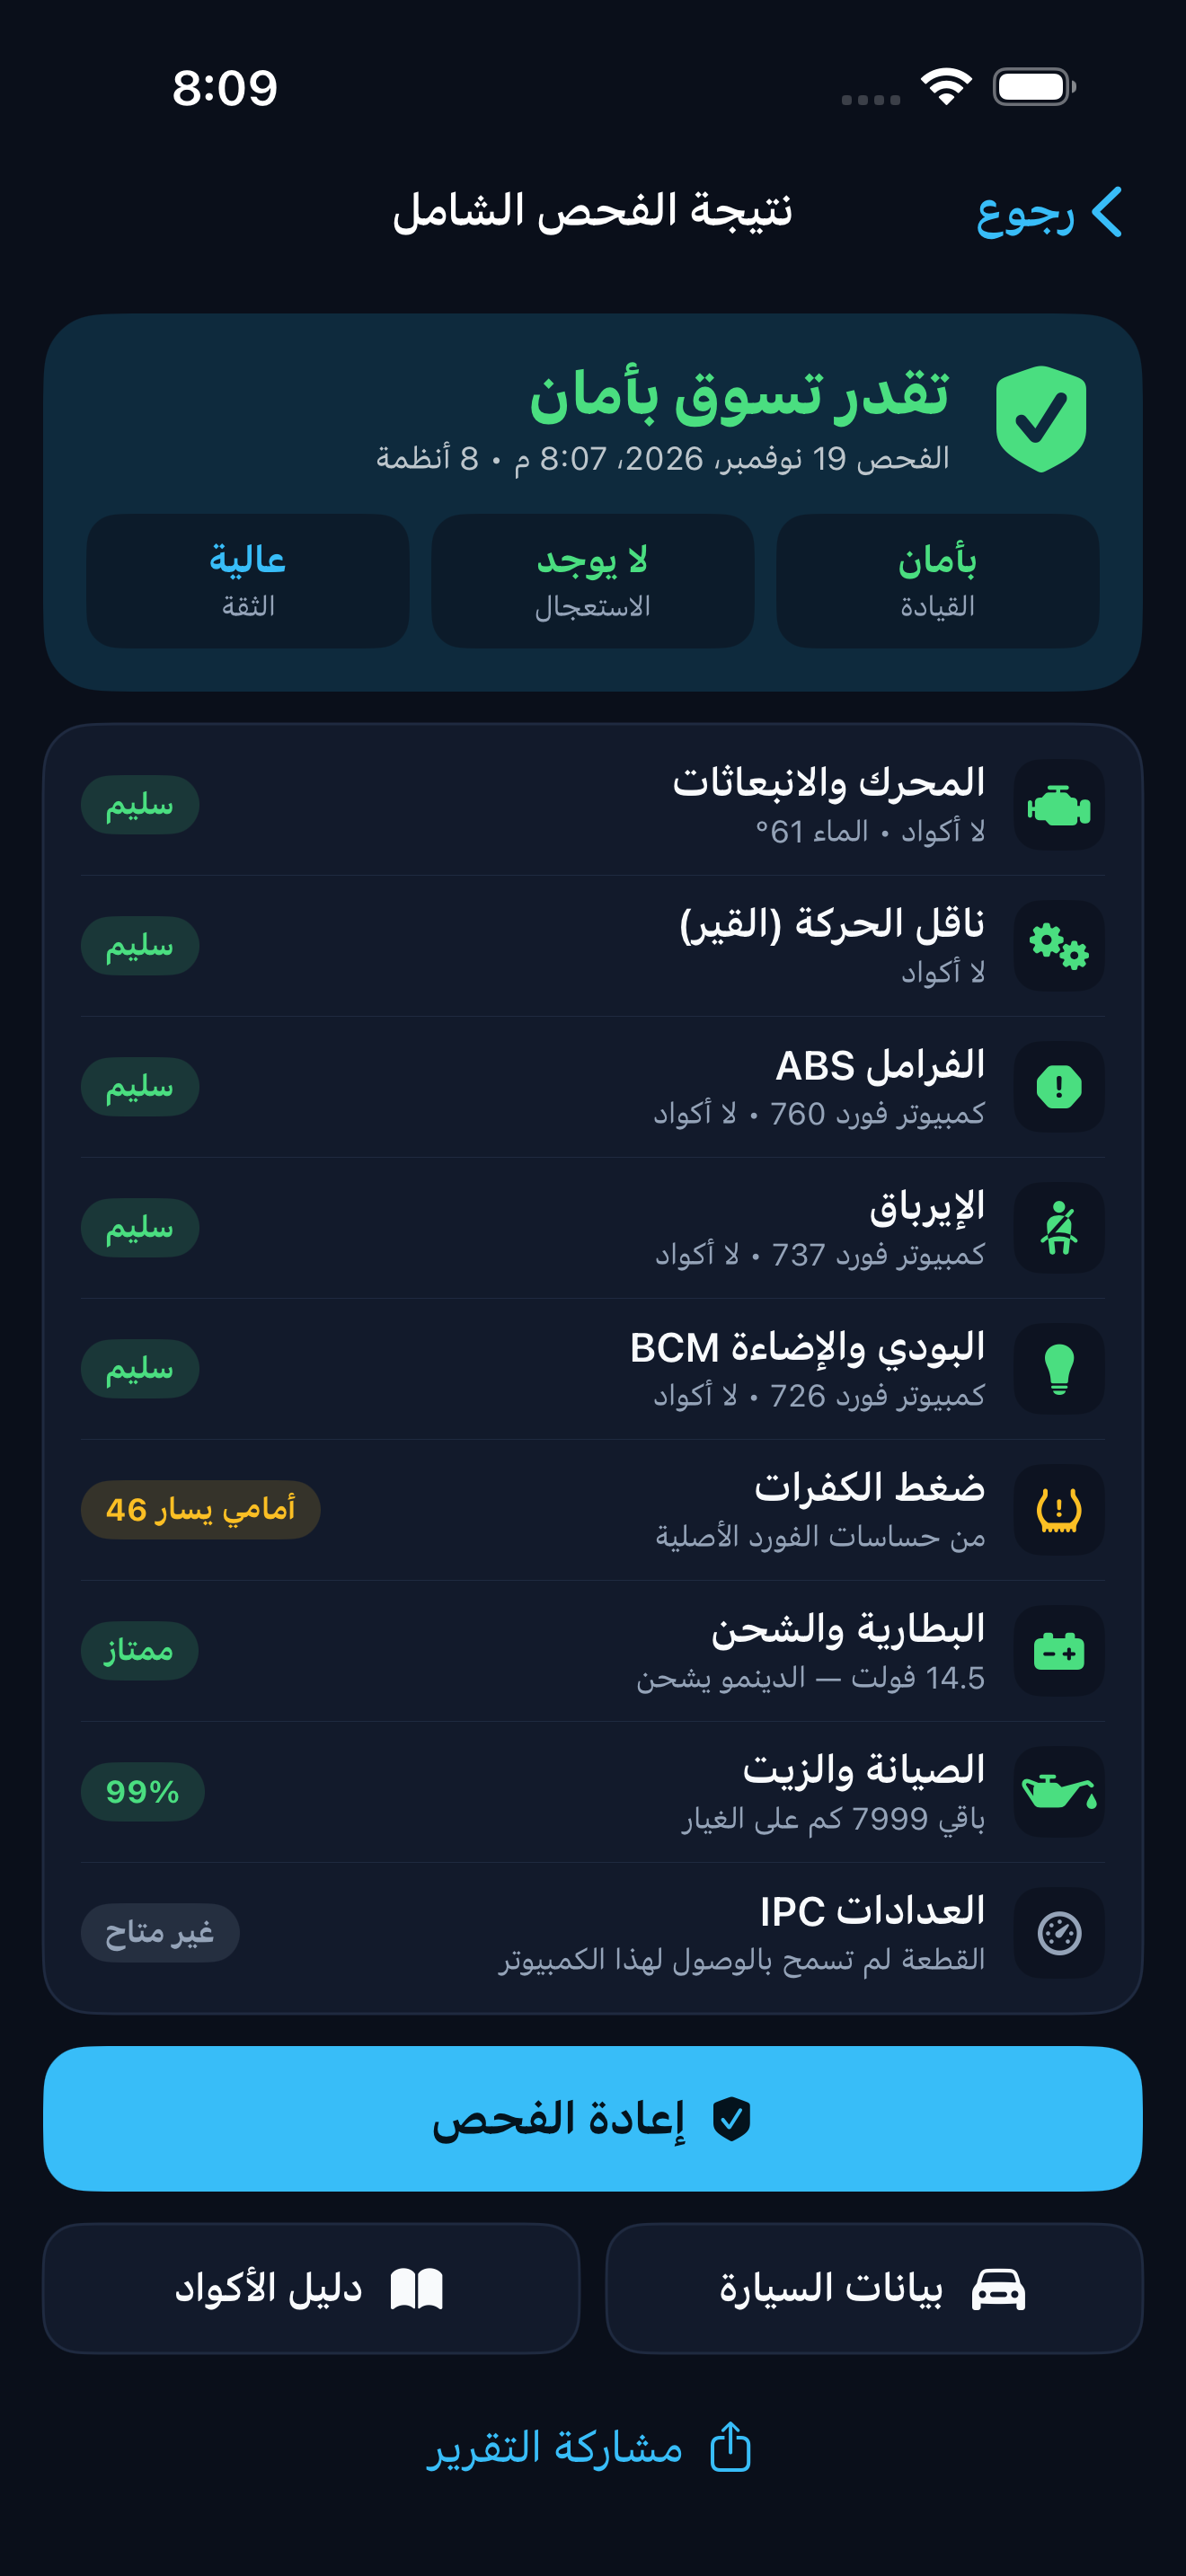 8:09
رجوع
نتيجة الفحص الشامل
تقدر تسوق بأمان
الفحص 19 نوفمبر، 2026، 8:07 م • 8 أنظمة
بأمان
القيادة
لا يوجد
الاستعجال
عالية
الثقة
المحرك والانبعاثات
لا أكواد • الماء 61°
سليم
ناقل الحركة (القير)
لا أكواد
سليم
الفرامل ABS
كمبيوتر فورد 760 • لا أكواد
سليم
الإيرباق
كمبيوتر فورد 737 • لا أكواد
سليم
البودي والإضاءة BCM
كمبيوتر فورد 726 • لا أكواد
سليم
ضغط الكفرات
من حساسات الفورد الأصلية
أمامي يسار 46
البطارية والشحن
14.5 فولت — الدينمو يشحن
ممتاز
الصيانة والزيت
باقي 7999 كم على الغيار
99%
العدادات IPC
القطعة لم تسمح بالوصول لهذا الكمبيوتر
غير متاح
إعادة الفحص
بيانات السيارة
دليل الأكواد
مشاركة التقرير